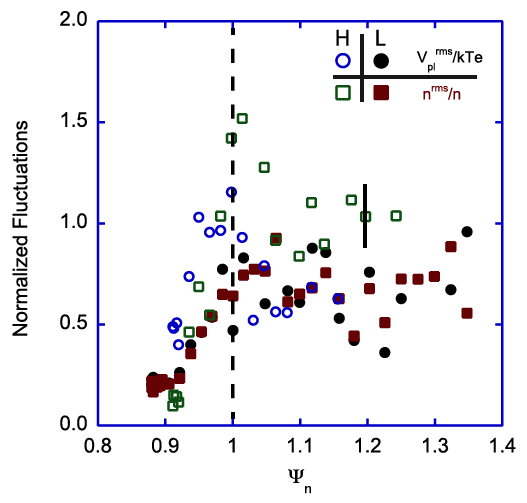 2.0
1.5
1.0
0.5
0.0
Normalized Fluctuations
H L
V_pl^rms/kTe
n^rms/n
0.8 0.9 1 1.1 1.2 1.3 1.4
Ψ_n